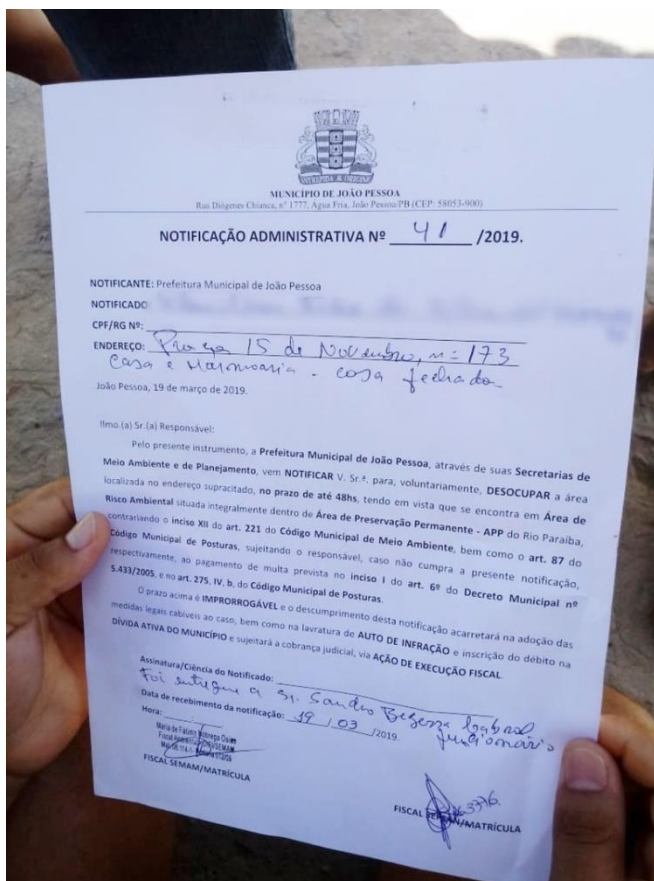 INTREPIDA AB ORIGINE
MUNICÍPIO DE JOÃO PESSOA
Rua Diógenes Chianca, nº 1777, Água Fria, João Pessoa/PB (CEP: 58053-900)
NOTIFICAÇÃO ADMINISTRATIVA Nº 41 /2019.
NOTIFICANTE: Prefeitura Municipal de João Pessoa
NOTIFICADO
CPF/RG Nº:
ENDEREÇO: Praça 15 de Novembro, n= 173
Casa e Marmoaria - casa fechada
João Pessoa, 19 de março de 2019.
Ilmo.(a) Sr.(a) Responsável:
Pelo presente instrumento, a Prefeitura Municipal de João Pessoa, através de suas Secretarias de
Meio Ambiente e de Planejamento, vem NOTIFICAR V. Sr.ª. para, voluntariamente, DESOCUPAR a área
localizada no endereço supracitado, no prazo de até 48hs, tendo em vista que se encontra em Área de
Risco Ambiental situada integralmente dentro de Área de Preservação Permanente - APP do Rio Paraíba,
contrariando o inciso XII do art. 221 do Código Municipal de Meio Ambiente, bem como o art. 87 do
Código Municipal de Posturas, sujeitando o responsável, caso não cumpra a presente notificação,
respectivamente, ao pagamento de multa prevista no inciso I do art. 6º do Decreto Municipal nº
5.433/2005, e no art. 275, IV, b, do Código Municipal de Posturas.
O prazo acima é IMPRORROGÁVEL e o descumprimento desta notificação acarretará na adoção das
medidas legais cabíveis ao caso, bem como na lavratura de AUTO DE INFRAÇÃO e inscrição do débito na
DÍVIDA ATIVA DO MUNICÍPIO e sujeitará a cobrança judicial, via AÇÃO DE EXECUÇÃO FISCAL.
Assinatura/Ciência do Notificado:
Foi entregue a Sr. Sandro Bezerra Cabral
funcionário
Data de recebimento da notificação: 19 / 03 /2019.
Hora:
Maria de Fátima
Fiscal
FISCAL SEMAM/MATRÍCULA
FISCAL /MATRÍCULA